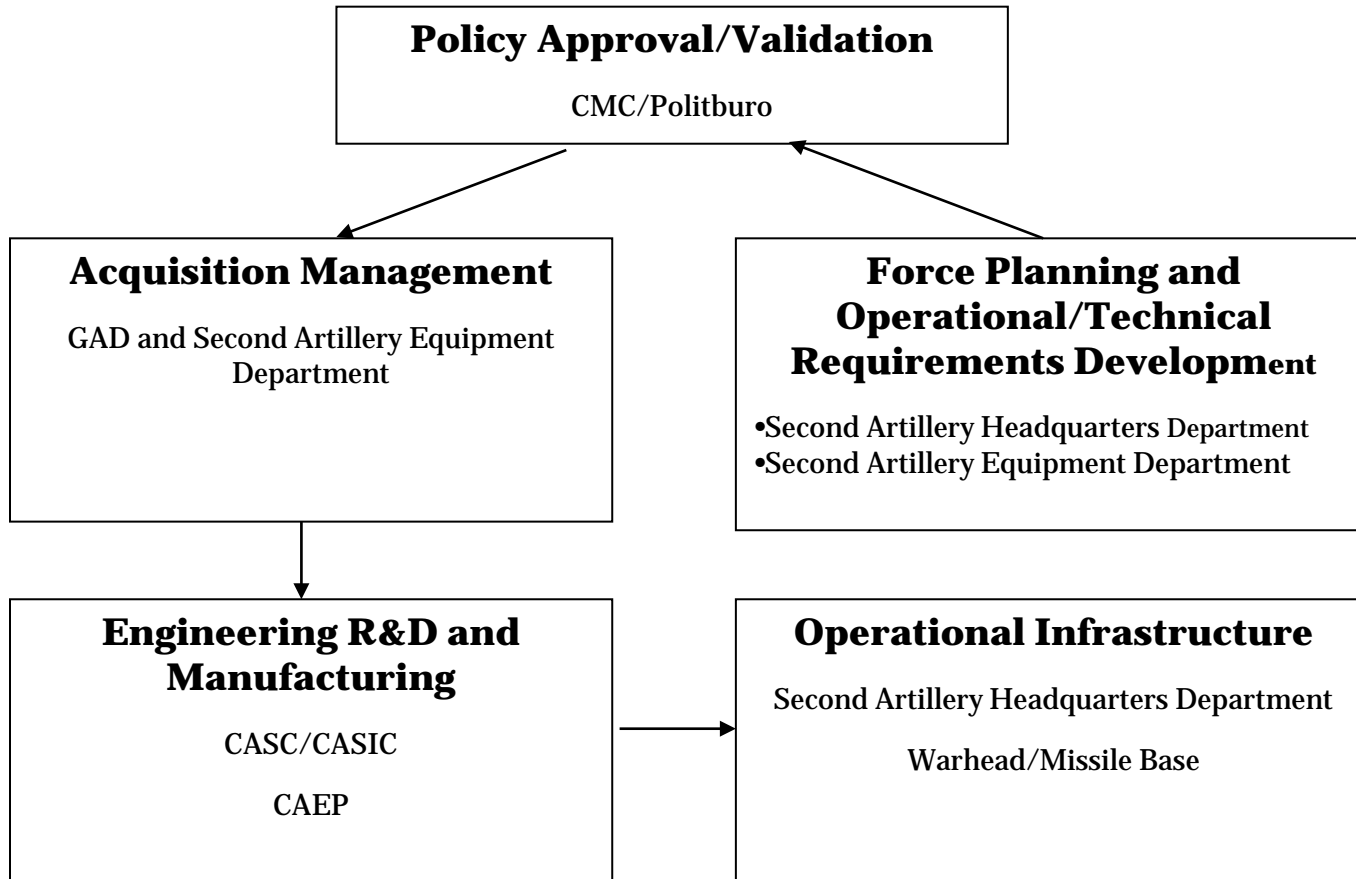 Policy Approval/Validation
CMC/Politburo
Acquisition Management
GAD and Second Artillery Equipment
Department
Force Planning and
Operational/Technical
Requirements Development
•Second Artillery Headquarters Department
•Second Artillery Equipment Department
Engineering R&D and
Manufacturing
CASC/CASIC
CAEP
Operational Infrastructure
Second Artillery Headquarters Department
Warhead/Missile Base